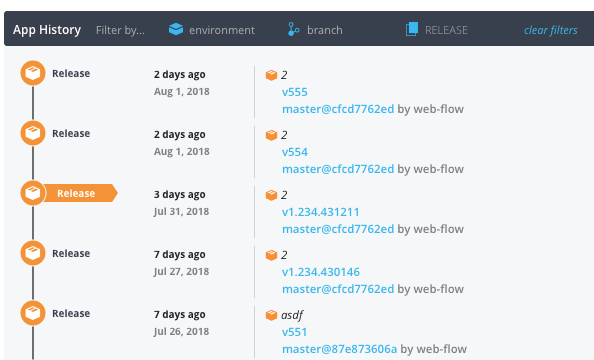 App History Filter by... environment branch RELEASE clear filters
Release 2 days ago 2
Aug 1, 2018 v555
master@cfcd7762ed by web-flow
Release 2 days ago 2
Aug 1, 2018 v554
master@cfcd7762ed by web-flow
Release 3 days ago 2
Jul 31, 2018 v1.234.431211
master@cfcd7762ed by web-flow
Release 7 days ago 2
Jul 27, 2018 v1.234.430146
master@cfcd7762ed by web-flow
Release 7 days ago asdf
Jul 26, 2018 v551
master@87e873606a by web-flow